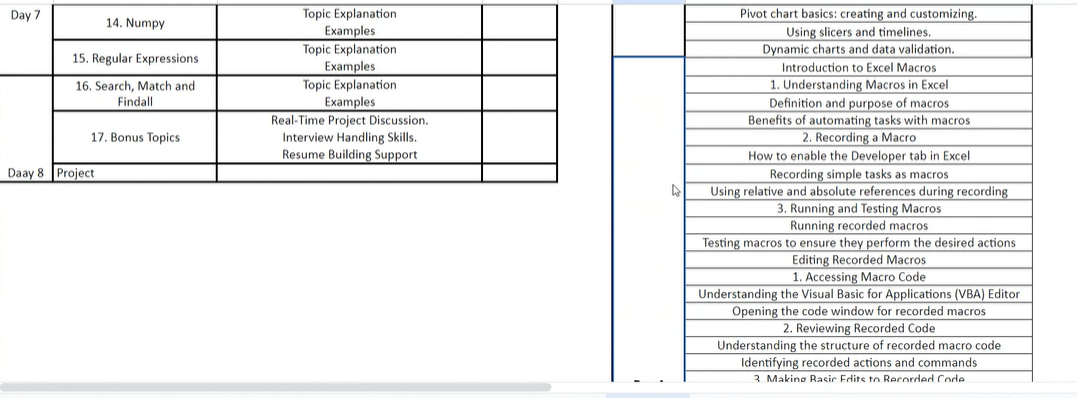 Day 7
14. Numpy
Topic Explanation
Examples
15. Regular Expressions
Topic Explanation
Examples
16. Search, Match and
Findall
Topic Explanation
Examples
17. Bonus Topics
Real-Time Project Discussion.
Interview Handling Skills.
Resume Building Support
Daay 8
Project
Pivot chart basics: creating and customizing.
Using slicers and timelines.
Dynamic charts and data validation.
Introduction to Excel Macros
1. Understanding Macros in Excel
Definition and purpose of macros
Benefits of automating tasks with macros
2. Recording a Macro
How to enable the Developer tab in Excel
Recording simple tasks as macros
Using relative and absolute references during recording
3. Running and Testing Macros
Running recorded macros
Testing macros to ensure they perform the desired actions
Editing Recorded Macros
1. Accessing Macro Code
Understanding the Visual Basic for Applications (VBA) Editor
Opening the code window for recorded macros
2. Reviewing Recorded Code
Understanding the structure of recorded macro code
Identifying recorded actions and commands
3. Making Basic Edits to Recorded Code